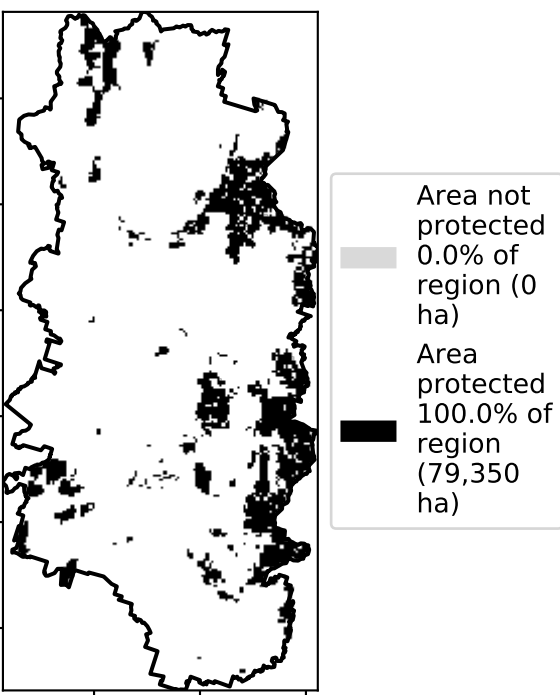 Area not
protected
0.0% of
region (0
ha)
Area
protected
100.0% of
region
(79,350
ha)